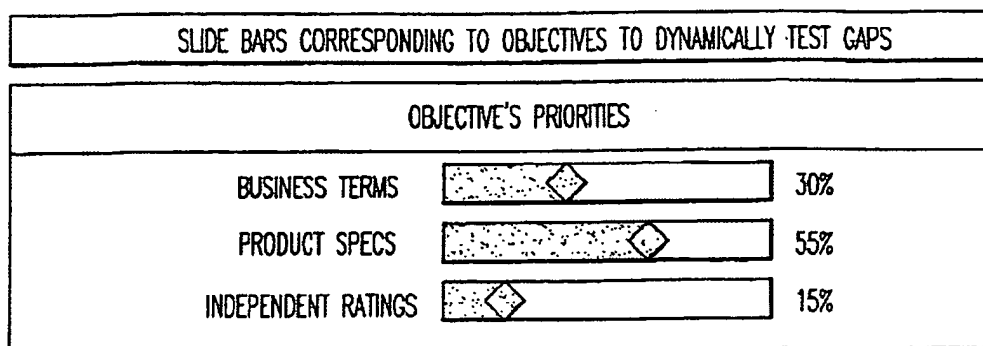 SLIDE BARS CORRESPONDING TO OBJECTIVES TO DYNAMICALLY TEST GAPS
OBJECTIVE'S PRIORITIES
BUSINESS TERMS 30%
PRODUCT SPECS 55%
INDEPENDENT RATINGS 15%